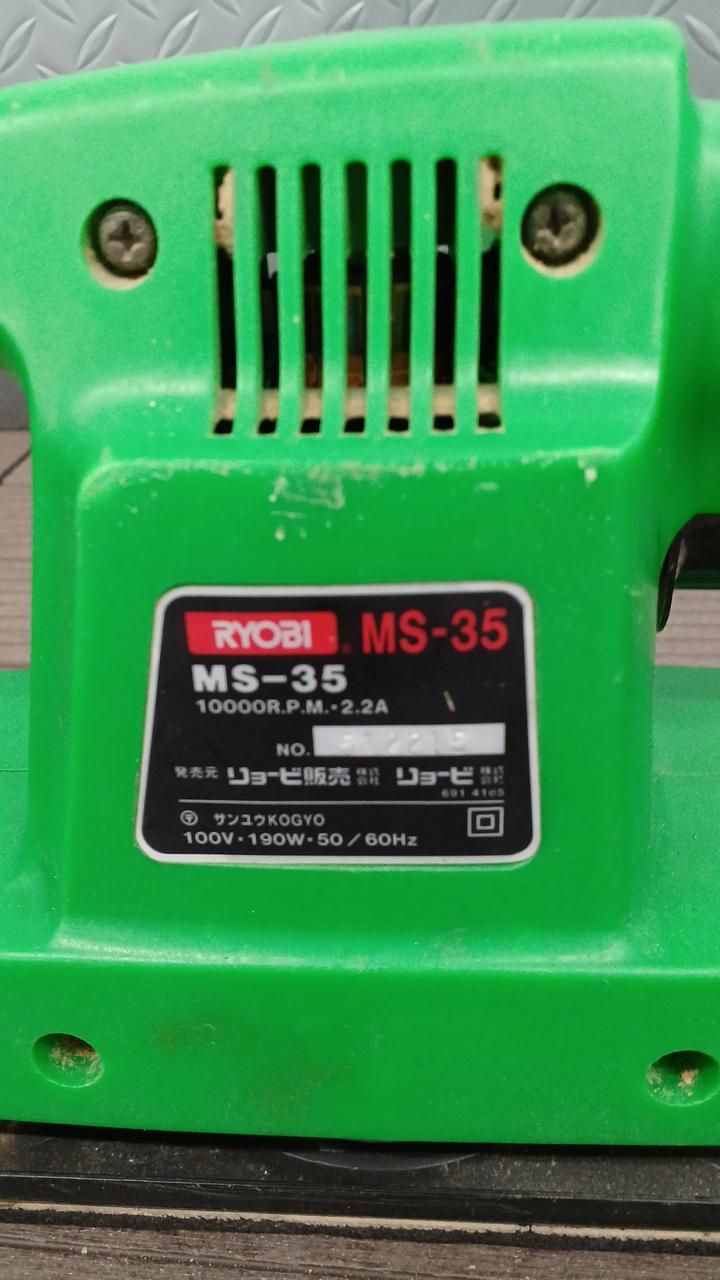 RYOBI® MS-35
MS-35
10000R.P.M.・2.2A
NO.
発売元 リョービ販売株式会社 リョービ株式会社
サンユウKOGYO
100V・190W・50/60Hz